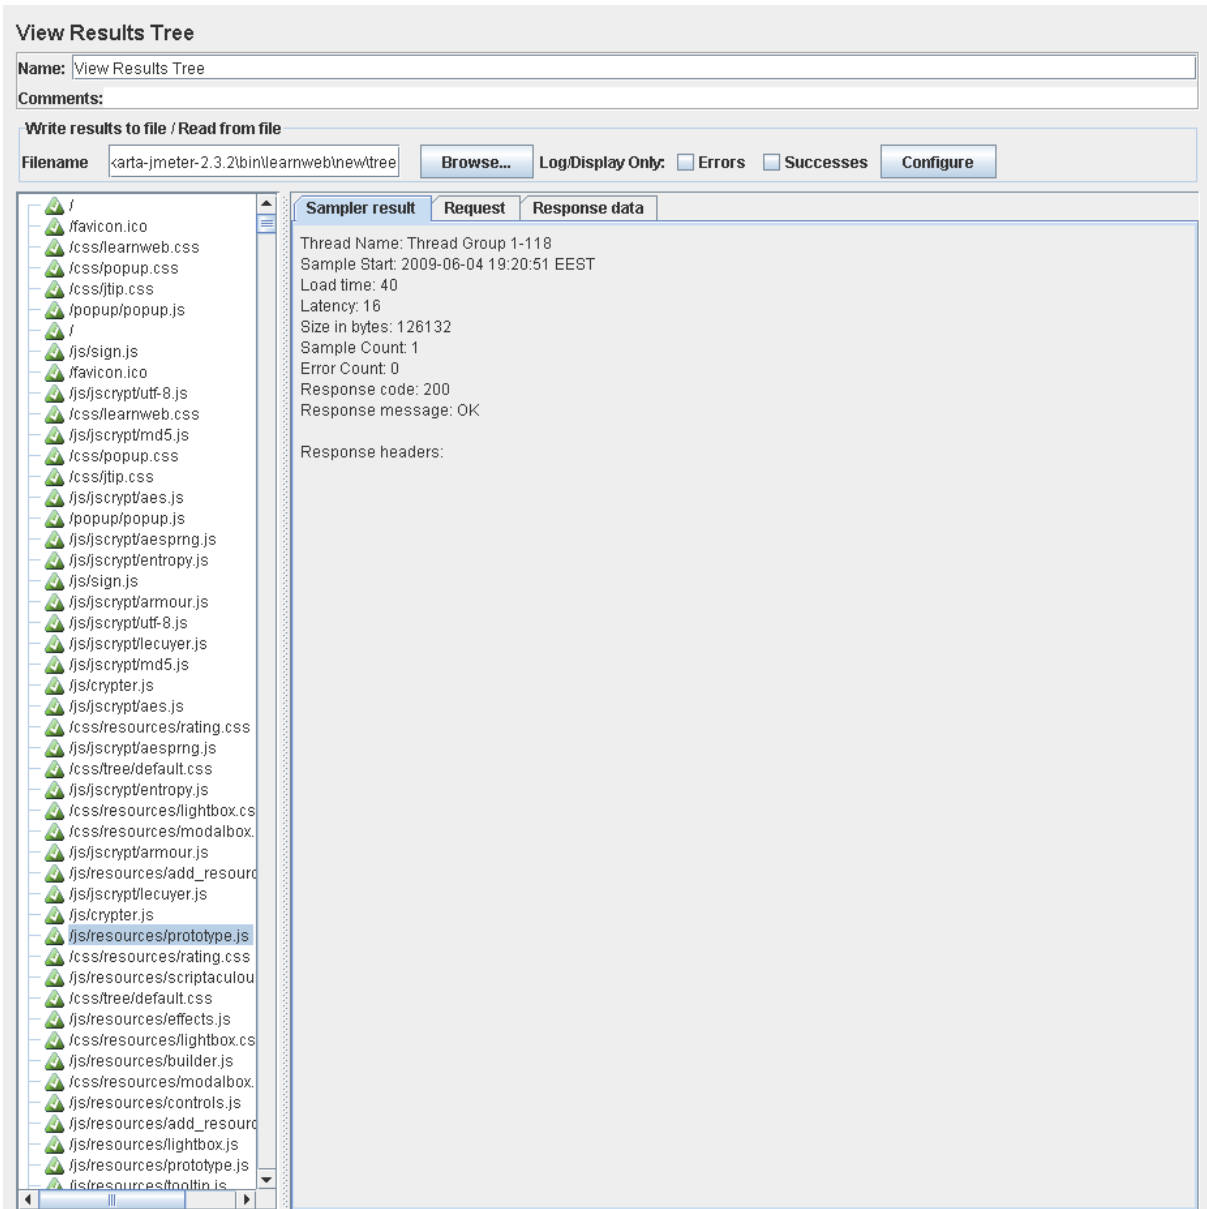 View Results Tree
Name: View Results Tree
Comments:
Write results to file / Read from file
Filename karta-jmeter-2.3.2\bin\learnweb\new\tree Browse... Log/Display Only: Errors Successes Configure
Sampler result Request Response data
Thread Name: Thread Group 1-118
Sample Start: 2009-06-04 19:20:51 EEST
Load time: 40
Latency: 16
Size in bytes: 126132
Sample Count: 1
Error Count: 0
Response code: 200
Response message: OK
Response headers:
/
/favicon.ico
/css/learnweb.css
/css/popup.css
/css/jtip.css
/popup/popup.js
/
/js/sign.js
/favicon.ico
/js/jscrypt/utf-8.js
/css/learnweb.css
/js/jscrypt/md5.js
/css/popup.css
/css/jtip.css
/js/jscrypt/aes.js
/popup/popup.js
/js/jscrypt/aesprng.js
/js/jscrypt/entropy.js
/js/sign.js
/js/jscrypt/armour.js
/js/jscrypt/utf-8.js
/js/jscrypt/lecuyer.js
/js/jscrypt/md5.js
/js/crypter.js
/js/jscrypt/aes.js
/css/resources/rating.css
/js/jscrypt/aesprng.js
/css/tree/default.css
/js/jscrypt/entropy.js
/css/resources/lightbox.cs
/css/resources/modalbox.
/js/jscrypt/armour.js
/js/resources/add_resourc
/js/jscrypt/lecuyer.js
/js/crypter.js
/js/resources/prototype.js
/css/resources/rating.css
/js/resources/scriptaculou
/css/tree/default.css
/js/resources/effects.js
/css/resources/lightbox.cs
/js/resources/builder.js
/css/resources/modalbox.
/js/resources/controls.js
/js/resources/add_resourc
/js/resources/lightbox.js
/js/resources/prototype.js
/js/resources/tooltip.js